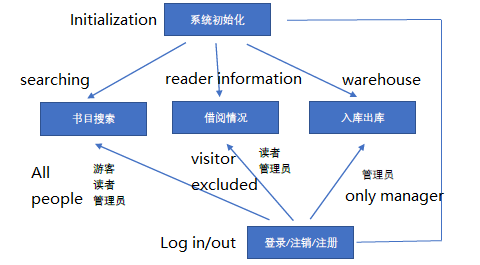 Initialization
系统初始化
searching
reader information
warehouse
书目搜索
借阅情况
入库出库
All
people
游客
读者
管理员
visitor
excluded
读者
管理员
管理员
only manager
Log in/out
登录/注销/注册